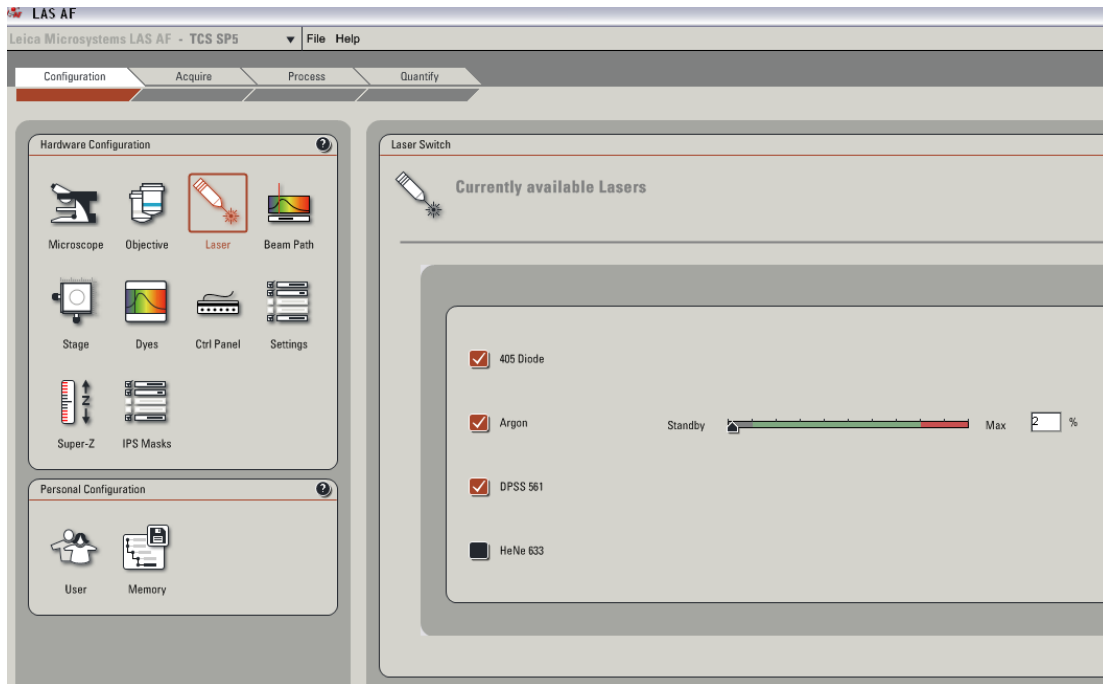 LAS AF
Leica Microsystems LAS AF - TCS SP5 File Help
Configuration Acquire Process Quantify
Hardware Configuration ?
Microscope Objective Laser Beam Path
Stage Dyes Ctrl Panel Settings
Z
Super-Z IPS Masks
Personal Configuration ?
User Memory
Laser Switch
Currently available Lasers
405 Diode
Argon Standby Max 2 %
DPSS 561
HeNe 633